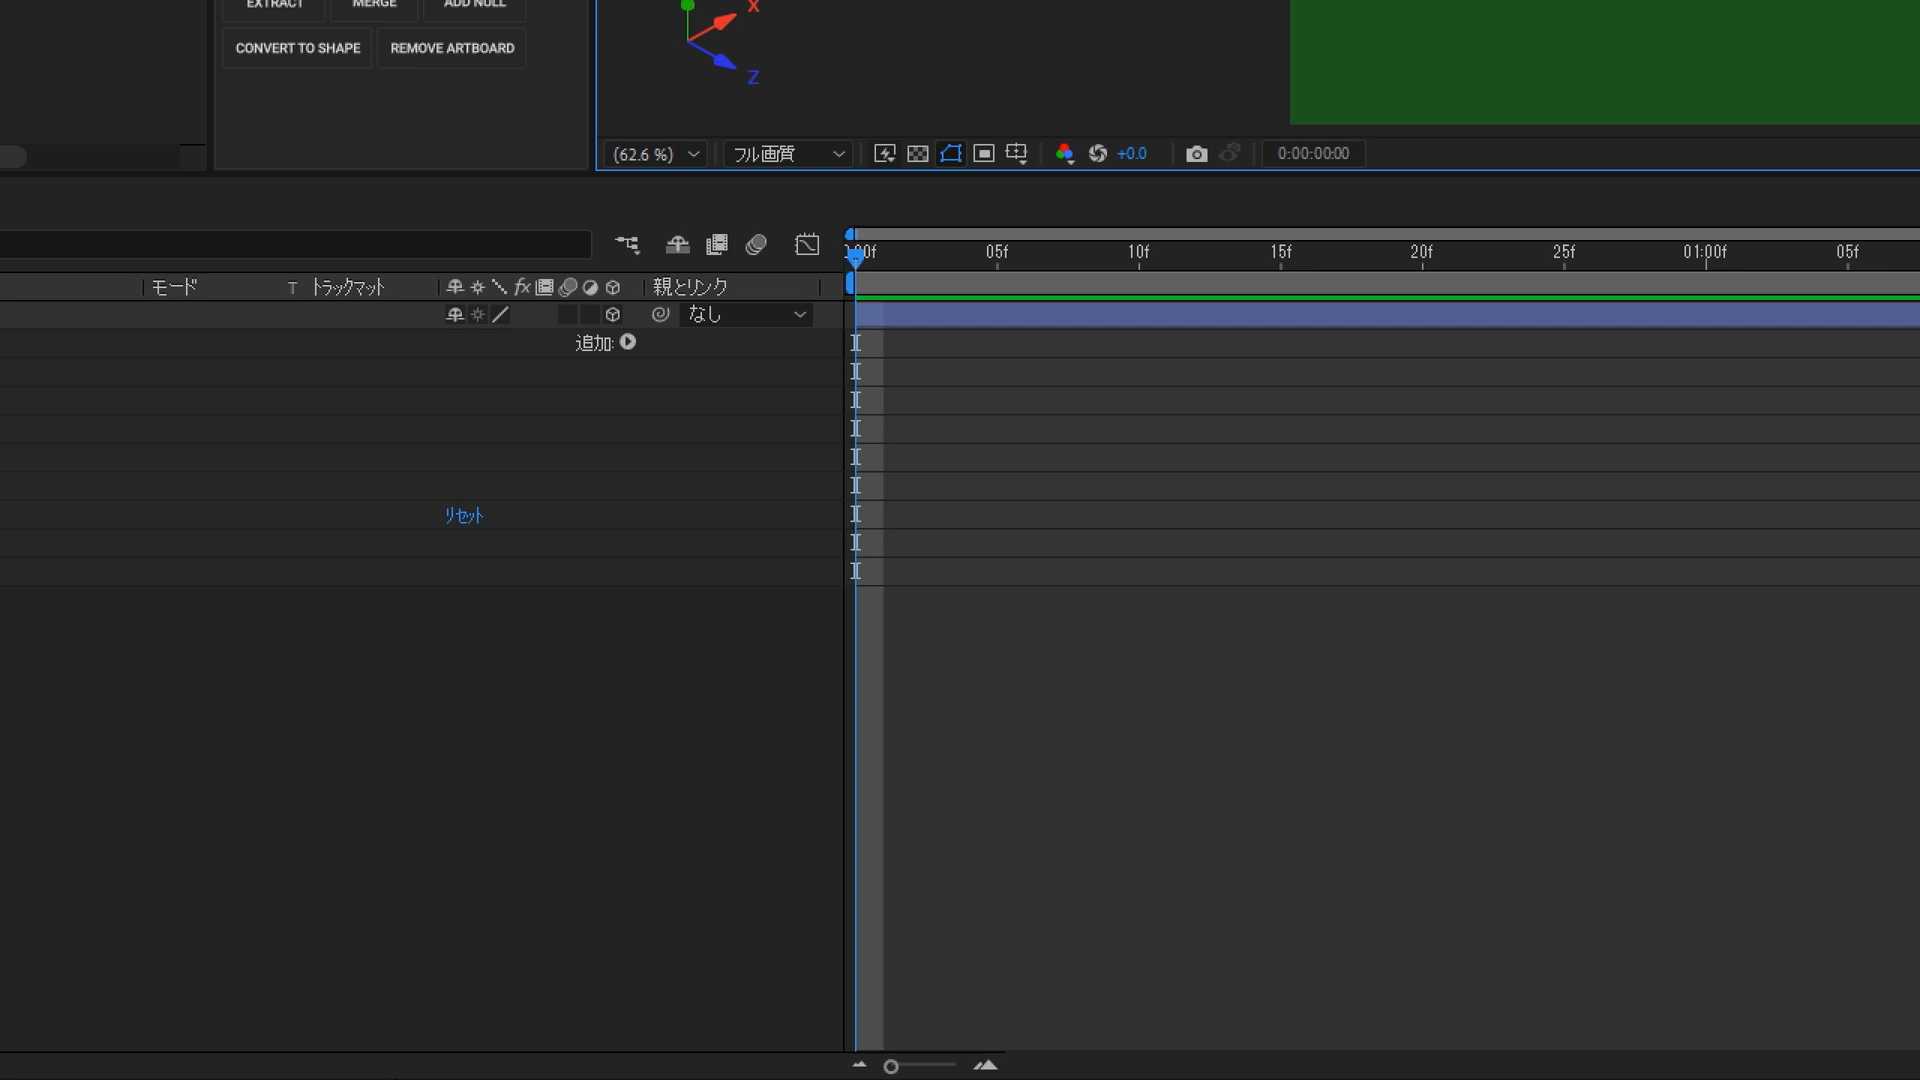 EXTRACT MERGE ADD NULL
CONVERT TO SHAPE REMOVE ARTBOARD
X
Z
(62.6 %) フル画質 +0.0 0:00:00:00
05f 10f 15f 20f 25f 01:00f 05f
モード T トラックマット fx 親とリンク
なし
追加:
リセット